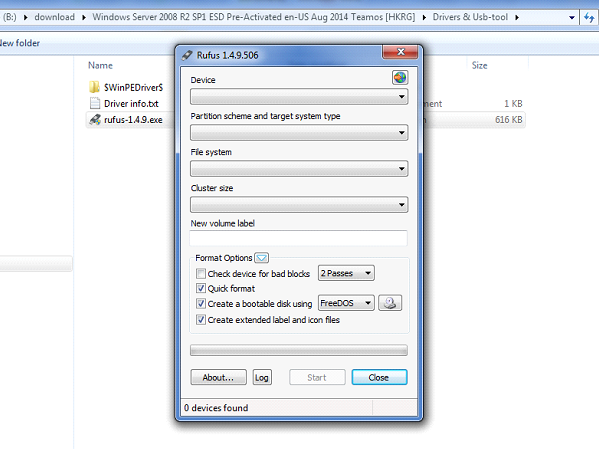 (B:) ▸ download ▸ Windows Server 2008 R2 SP1 ESD Pre-Activated en-US Aug 2014 Teamos [HKRG] ▸ Drivers & Usb-tool ▸
New folder
Name
Size
$WinPEDriver$
Driver info.txt
1 KB
rufus-1.4.9.exe
616 KB
Rufus 1.4.9.506
Device
Partition scheme and target system type
File system
Cluster size
New volume label
Format Options
Check device for bad blocks 2 Passes
Quick format
Create a bootable disk using FreeDOS
Create extended label and icon files
About... Log Start Close
0 devices found